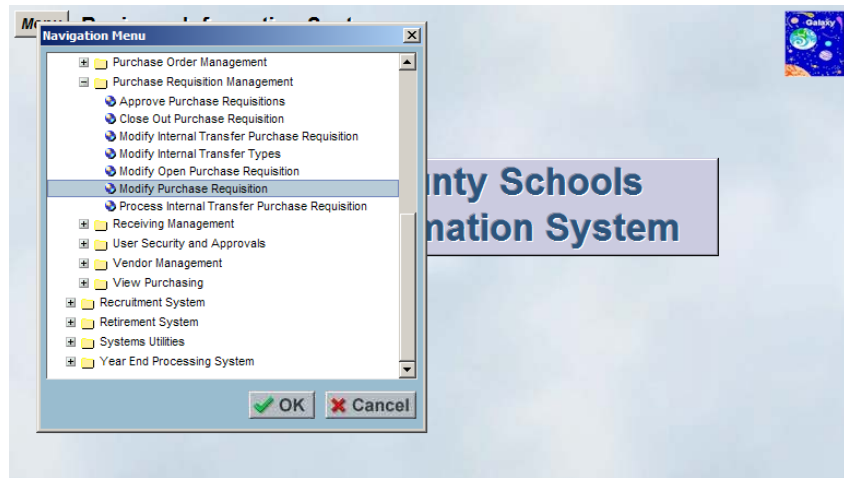 Menu
Navigation Menu
Purchase Order Management
Purchase Requisition Management
Approve Purchase Requisitions
Close Out Purchase Requisition
Modify Internal Transfer Purchase Requisition
Modify Internal Transfer Types
Modify Open Purchase Requisition
Modify Purchase Requisition
Process Internal Transfer Purchase Requisition
Receiving Management
User Security and Approvals
Vendor Management
View Purchasing
Recruitment System
Retirement System
Systems Utilities
Year End Processing System
OK Cancel
Schools
System
Galaxy